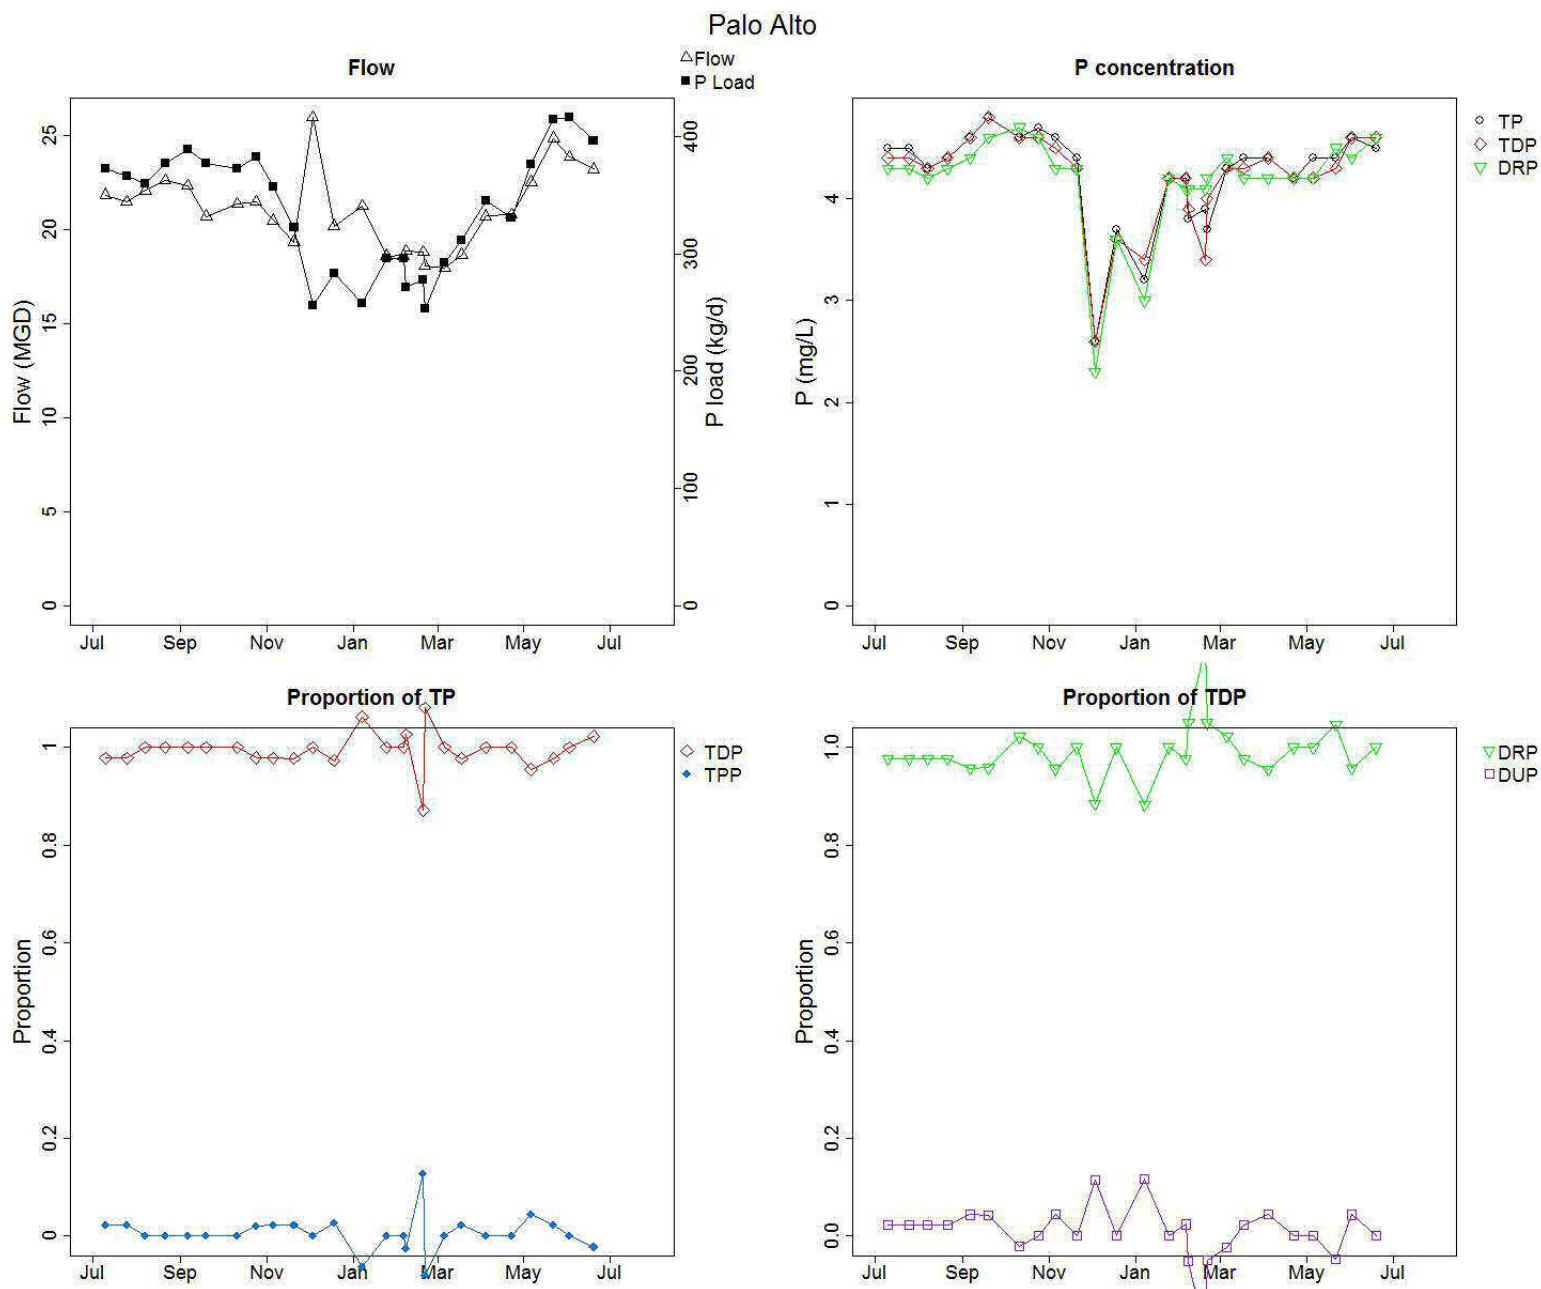 Palo Alto
Flow
Flow
P Load
Flow (MGD)
0
5
10
15
20
25
P load (kg/d)
0
100
200
300
400
Jul
Sep
Nov
Jan
Mar
May
Jul
P concentration
TP
TDP
DRP
P (mg/L)
0
1
2
3
4
Jul
Sep
Nov
Jan
Mar
May
Jul
Proportion of TP
TDP
TPP
Proportion
0
0.2
0.4
0.6
0.8
1
Jul
Sep
Nov
Jan
Mar
May
Jul
Proportion of TDP
DRP
DUP
Proportion
0.0
0.2
0.4
0.6
0.8
1.0
Jul
Sep
Nov
Jan
Mar
May
Jul